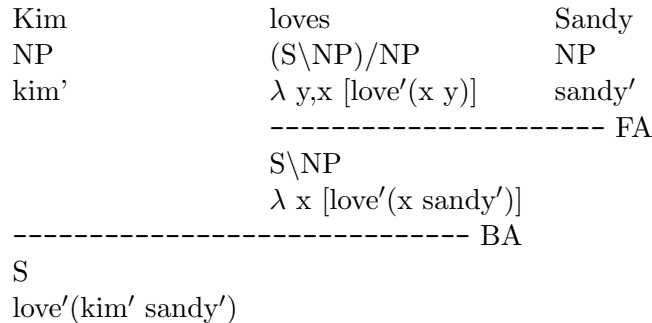 Kim loves Sandy
NP (S\NP)/NP NP
kim’ λ y,x [love′(x y)] sandy′
---------------------- FA
S\NP
λ x [love′(x sandy′)]
------------------------------ BA
S
love′(kim′ sandy′)